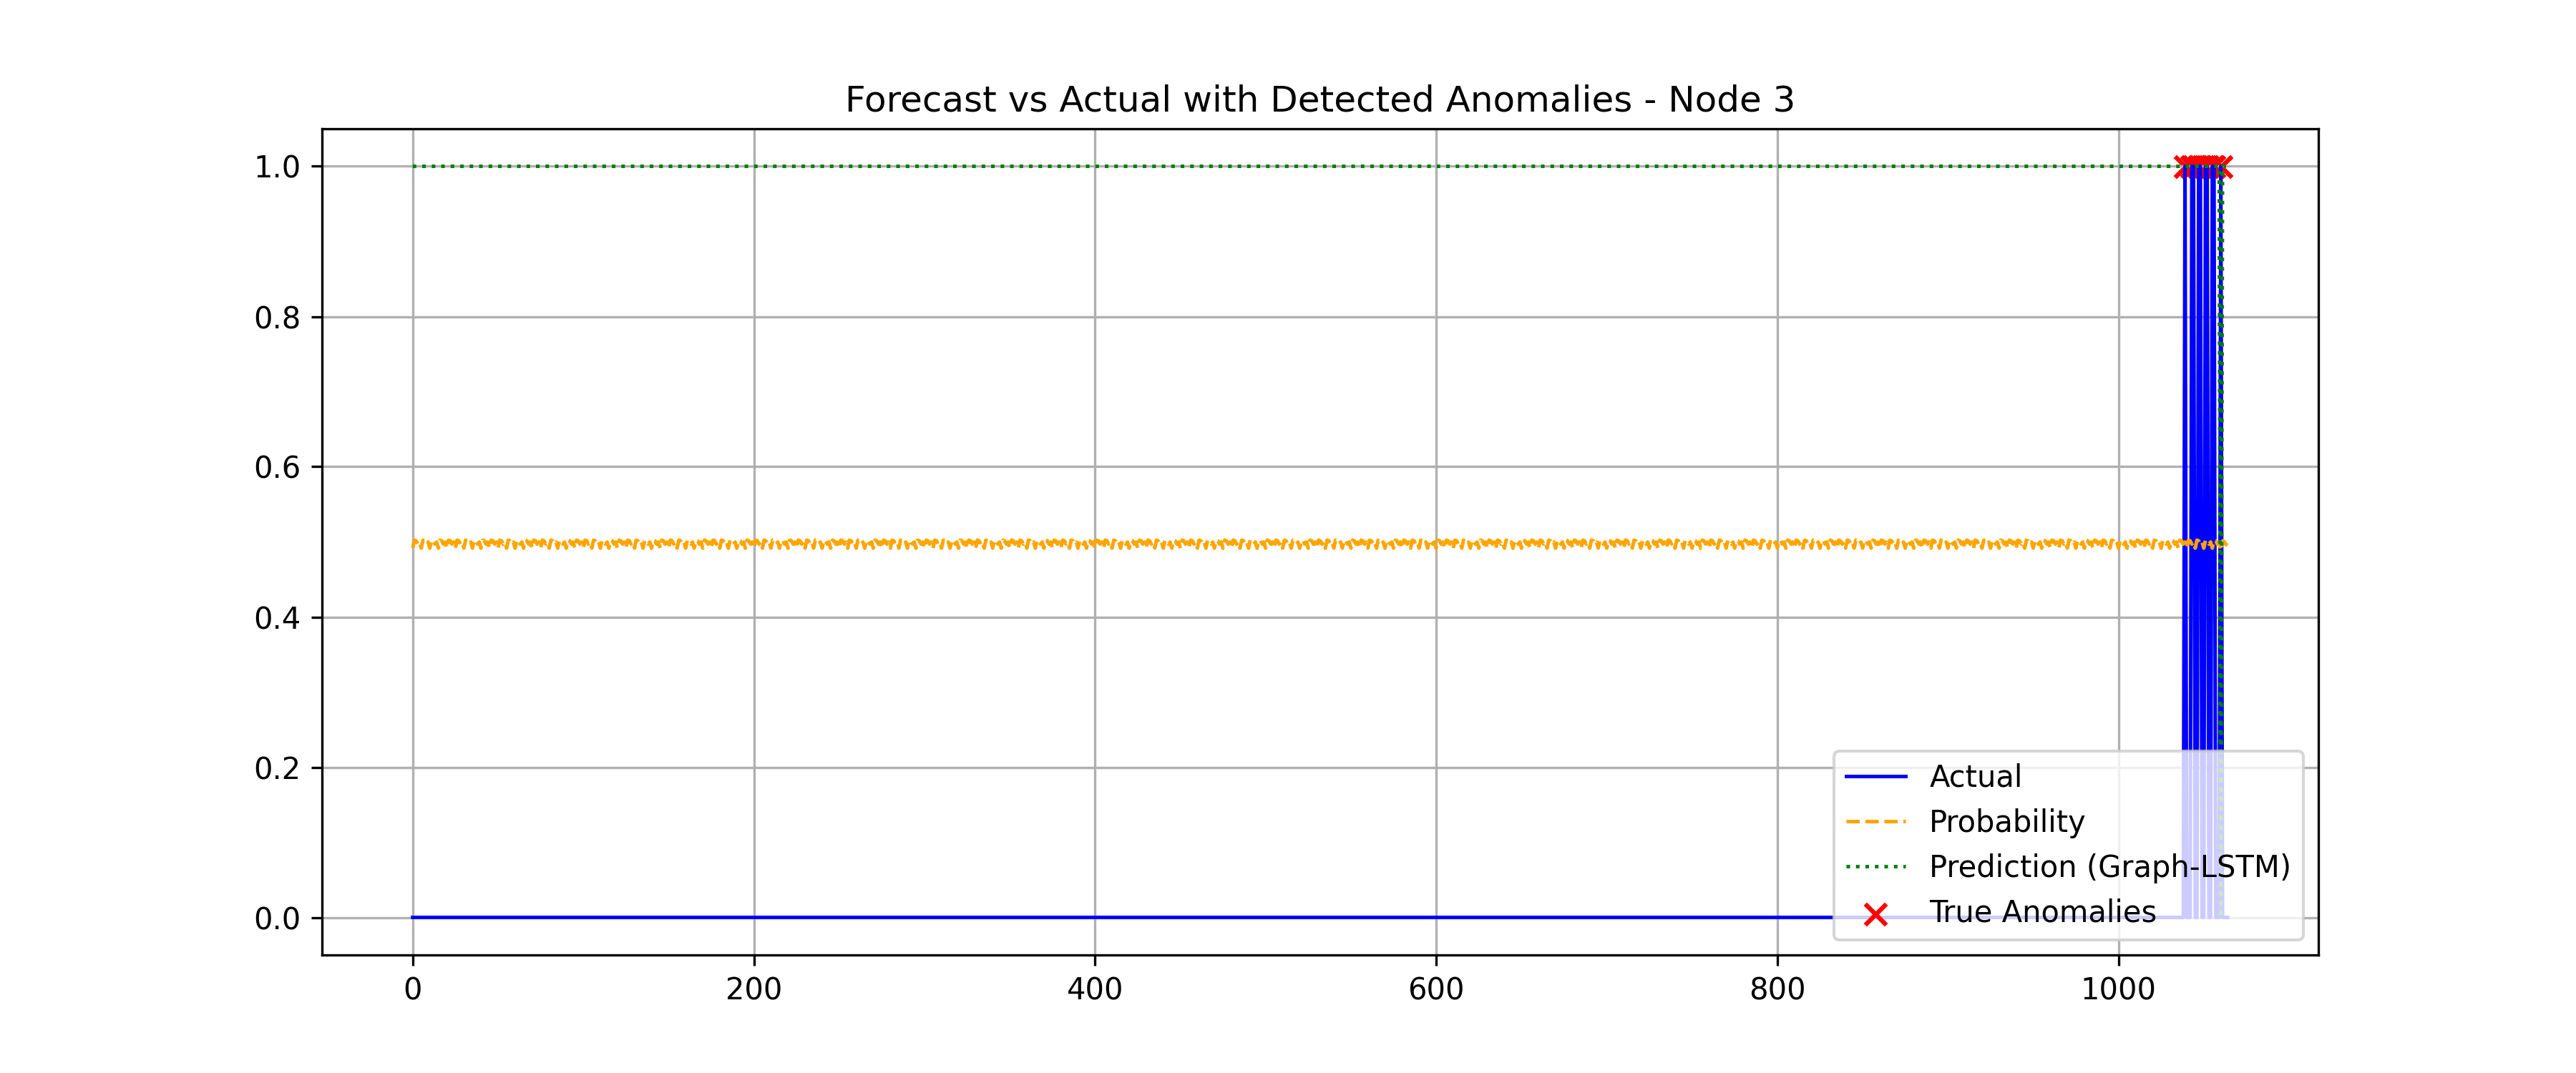 Forecast vs Actual with Detected Anomalies - Node 3
1.0
0.8
0.6
0.4
0.2
0.0
Actual
Probability
Prediction (Graph-LSTM)
True Anomalies
0 200 400 600 800 1000